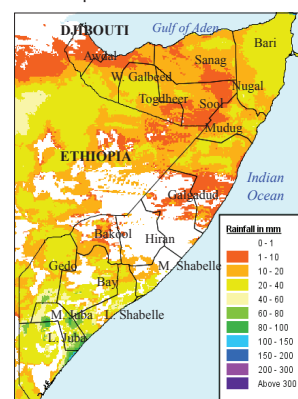 DJIBOUTI
Gulf of Aden
Bari
Awdal
Sanag
W. Galbeed
Nugal
Togdheer
Sool
Mudug
ETHIOPIA
Indian
Ocean
Galgadud
Rainfall in mm
0 - 1
1 - 10
10 - 20
20 - 40
40 - 60
60 - 80
80 - 100
100 - 150
150 - 200
200 - 300
Above 300
Bakool
Hiran
Gedo
M. Shabelle
Bay
M. Juba
L. Shabelle
L. Juba